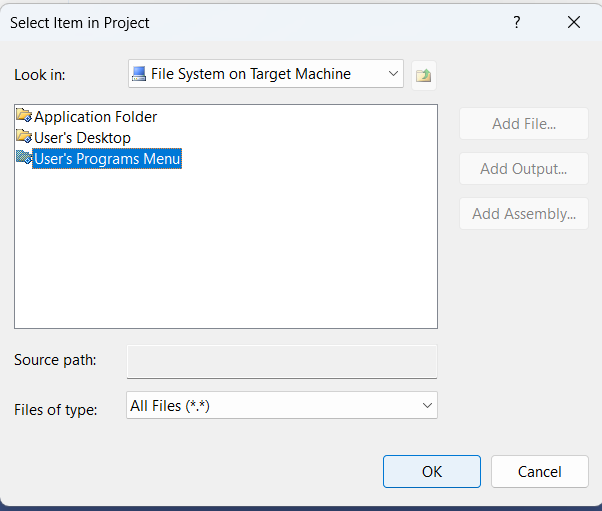 Select Item in Project
?
Look in:
File System on Target Machine
Application Folder
User's Desktop
User's Programs Menu
Add File...
Add Output...
Add Assembly...
Source path:
Files of type:
All Files (*.*)
OK
Cancel